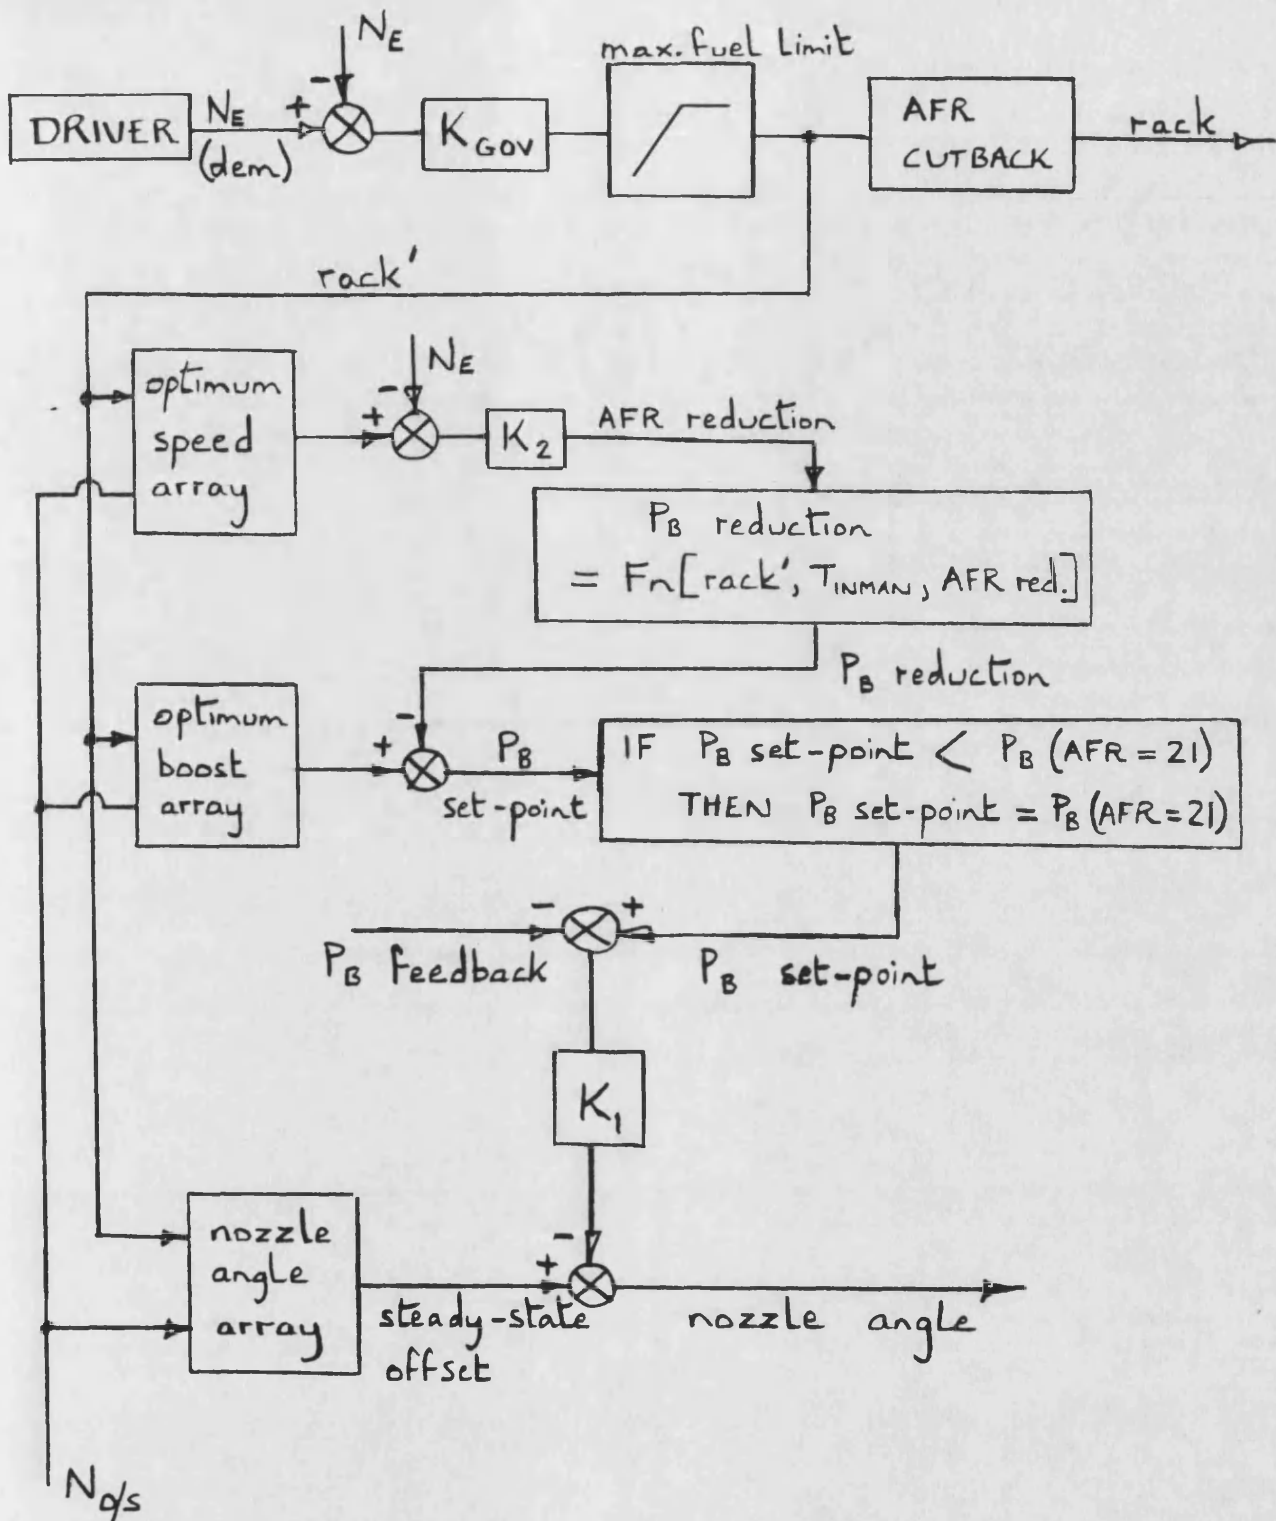 N_E
max. fuel limit
-
DRIVER
N_E
(dem)
+
K_GOV
AFR
CUTBACK
rack
rack'
optimum
speed
array
N_E
-
+
K_2
AFR reduction
P_B reduction
= Fn[rack', T_INMAN, AFR red.]
P_B reduction
optimum
boost
array
-
+
P_B
set-point
IF P_B set-point < P_B (AFR = 21)
THEN P_B set-point = P_B (AFR = 21)
-
+
P_B feedback
P_B set-point
K_1
nozzle
angle
array
-
+
steady-state
offset
nozzle angle
N_o/s